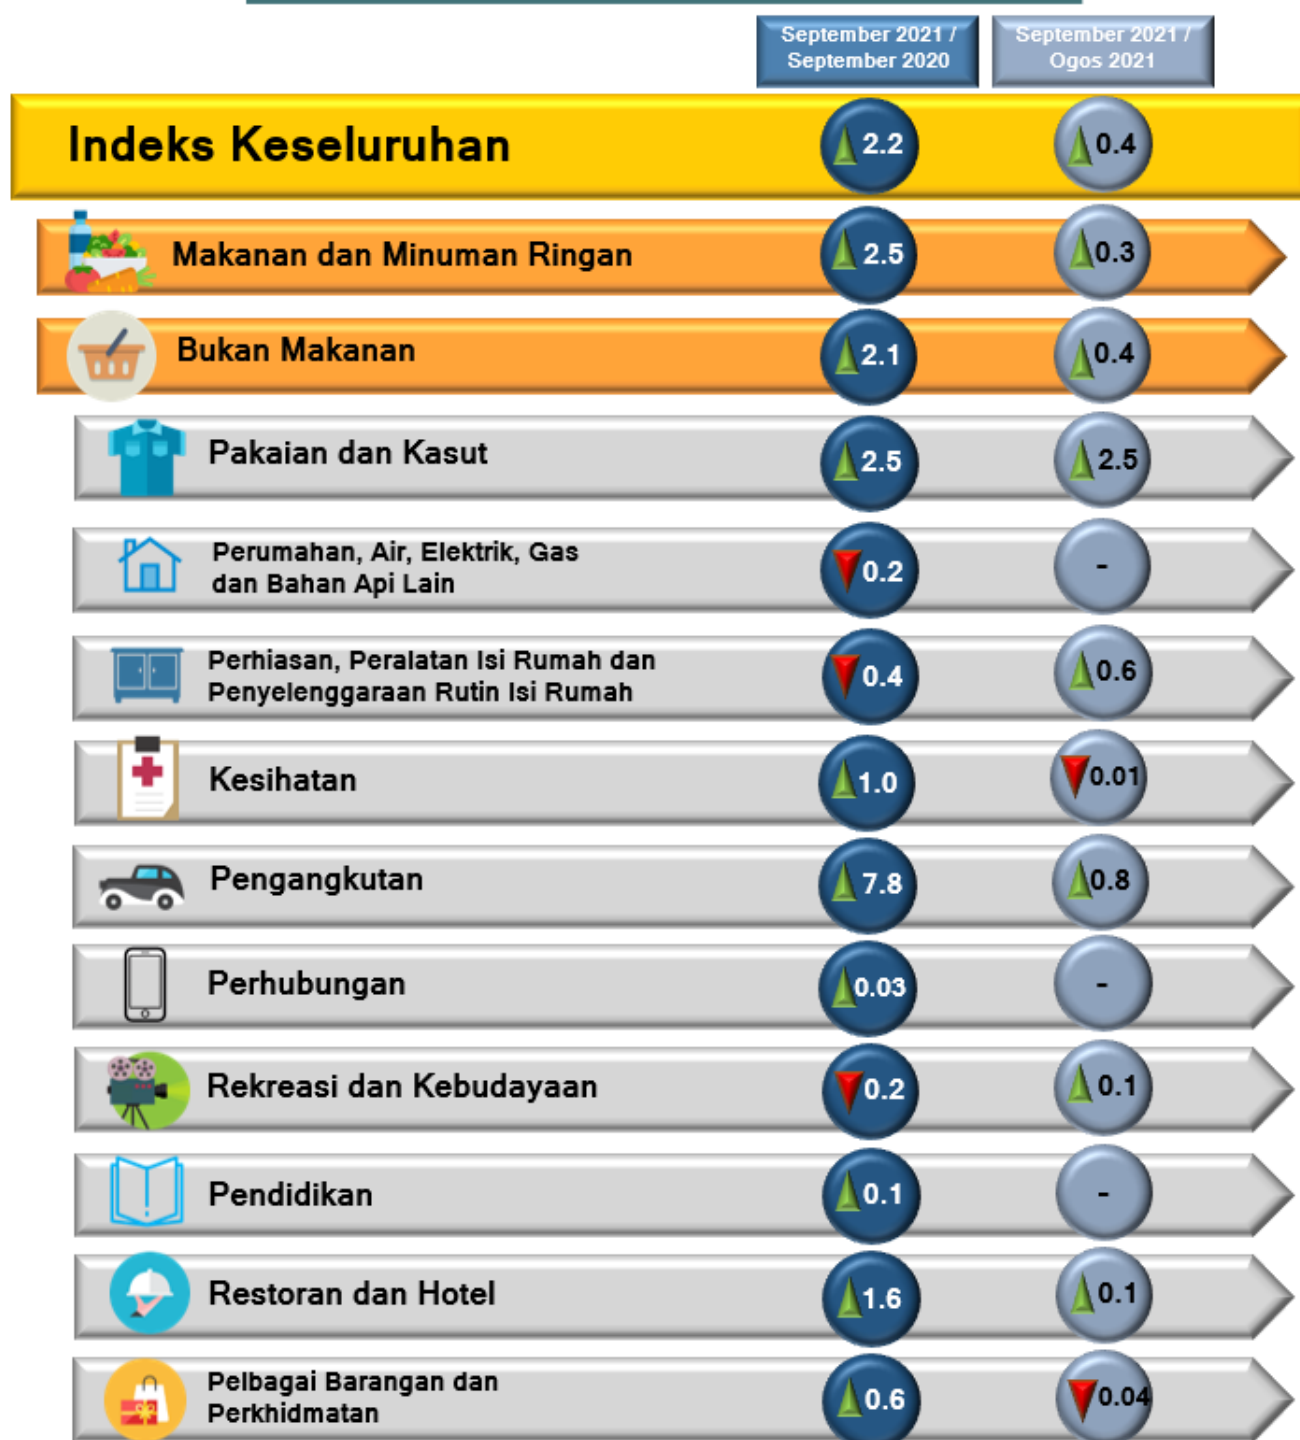 September 2021 /
September 2020
September 2021 /
Ogos 2021
Indeks Keseluruhan 2.2 0.4
Makanan dan Minuman Ringan 2.5 0.3
Bukan Makanan 2.1 0.4
Pakaian dan Kasut 2.5 2.5
Perumahan, Air, Elektrik, Gas
dan Bahan Api Lain 0.2 -
Perhiasan, Peralatan Isi Rumah dan
Penyelenggaraan Rutin Isi Rumah 0.4 0.6
Kesihatan 1.0 0.01
Pengangkutan 7.8 0.8
Perhubungan 0.03 -
Rekreasi dan Kebudayaan 0.2 0.1
Pendidikan 0.1 -
Restoran dan Hotel 1.6 0.1
Pelbagai Barangan dan
Perkhidmatan 0.6 0.04